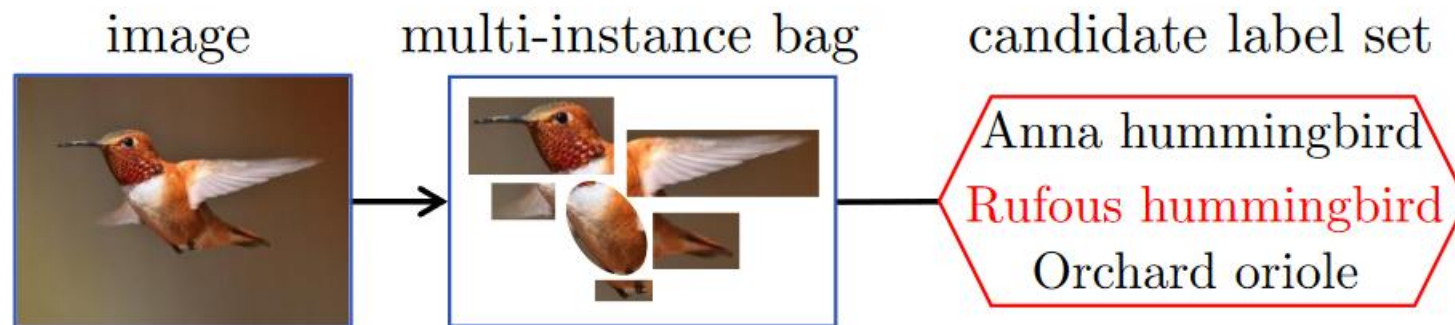 image
multi-instance bag
candidate label set
Anna hummingbird
Rufous hummingbird
Orchard oriole